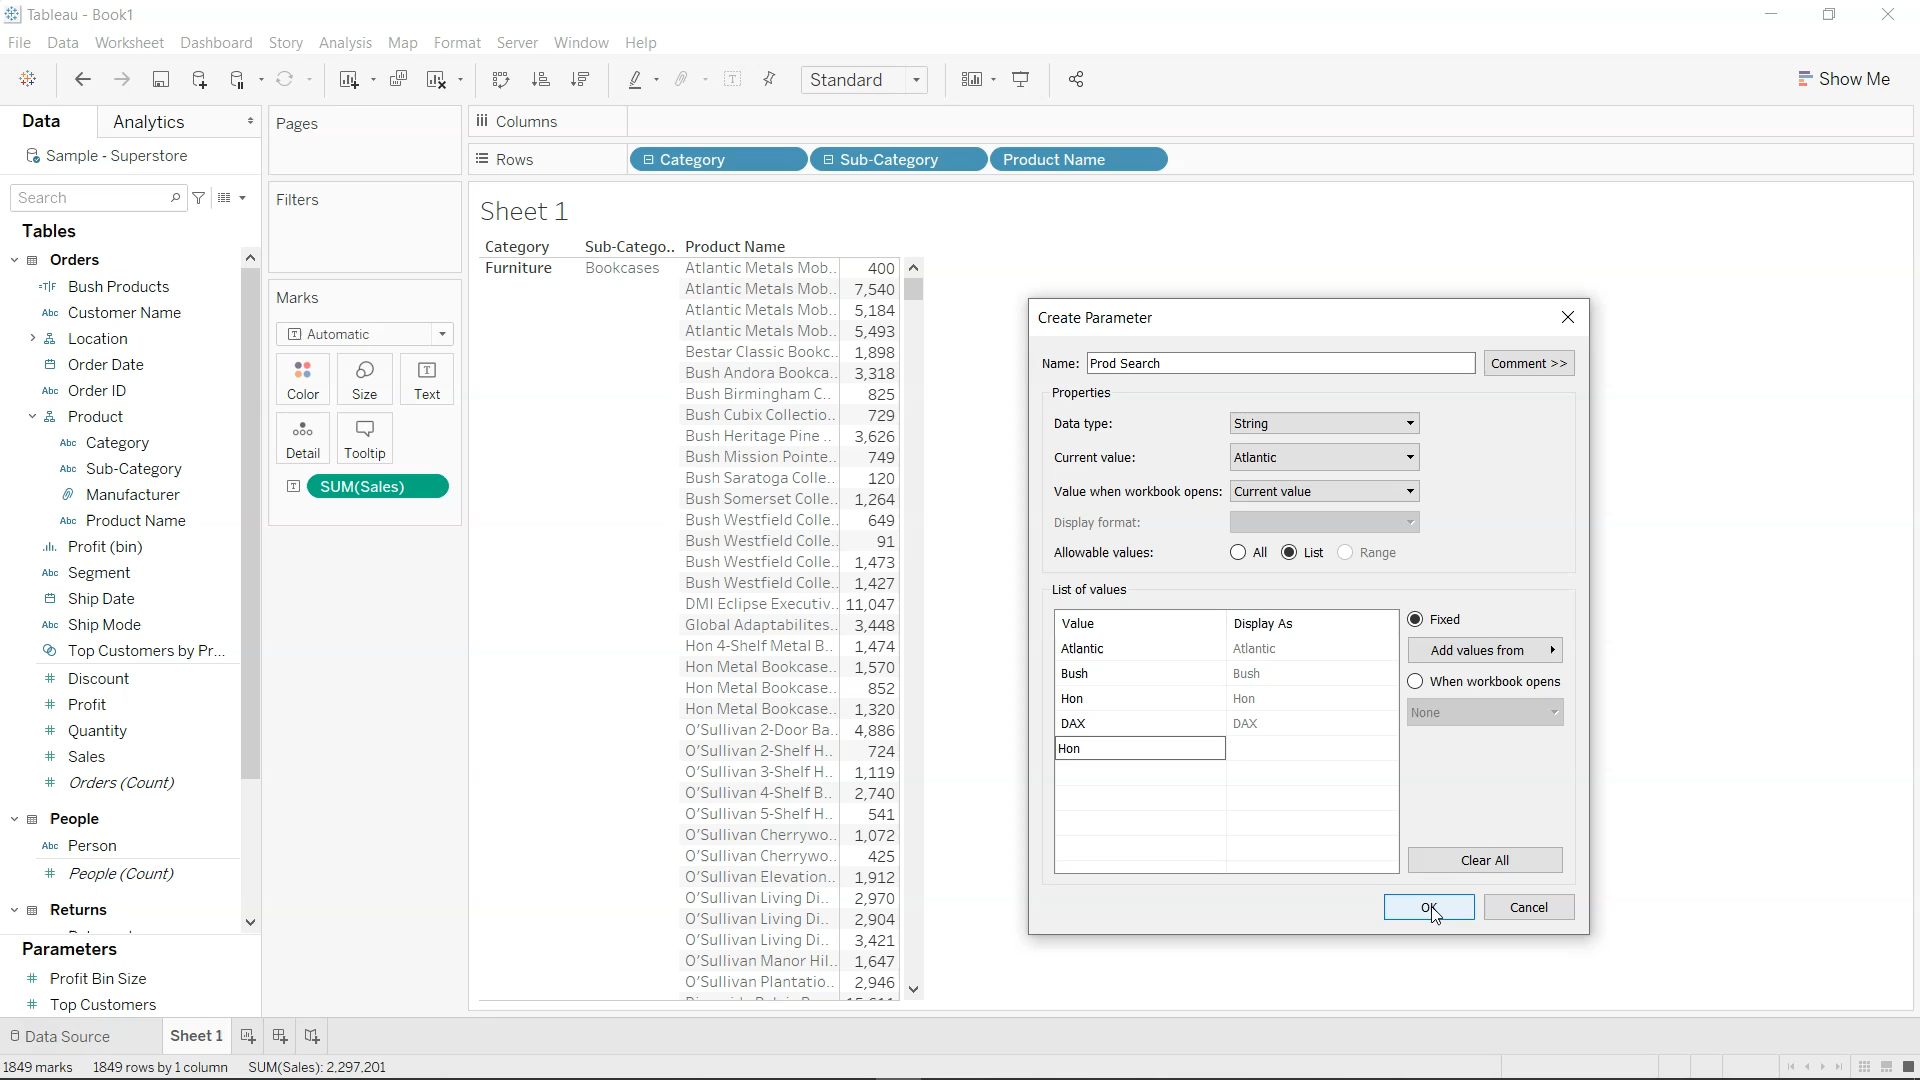 Tableau - Book1
File Data Worksheet Dashboard Story Analysis Map Format Server Window Help
Standard
Show Me
Data Analytics
Sample - Superstore
Search
Tables
Orders
Bush Products
Customer Name
Location
Order Date
Order ID
Product
Category
Sub-Category
Manufacturer
Product Name
Profit (bin)
Segment
Ship Date
Ship Mode
Top Customers by Pr...
Discount
Profit
Quantity
Sales
Orders (Count)
People
Person
People (Count)
Returns
Parameters
Profit Bin Size
Top Customers
Pages
Filters
Marks
Automatic
Color Size Text
Detail Tooltip
SUM(Sales)
Columns
Rows Category Sub-Category Product Name
Sheet 1
Category Sub-Catego.. Product Name
Furniture Bookcases Atlantic Metals Mob.. 400
Atlantic Metals Mob.. 7,540
Atlantic Metals Mob.. 5,184
Atlantic Metals Mob.. 5,493
Bestar Classic Bookc.. 1,898
Bush Andora Bookca.. 3,318
Bush Birmingham C.. 825
Bush Cubix Collectio.. 729
Bush Heritage Pine .. 3,626
Bush Mission Pointe.. 749
Bush Saratoga Colle.. 120
Bush Somerset Colle.. 1,264
Bush Westfield Colle.. 649
Bush Westfield Colle.. 91
Bush Westfield Colle.. 1,473
Bush Westfield Colle.. 1,427
DMI Eclipse Executiv.. 11,047
Global Adaptabilites.. 3,448
Hon 4-Shelf Metal B.. 1,474
Hon Metal Bookcase.. 1,570
Hon Metal Bookcase.. 852
Hon Metal Bookcase.. 1,320
O'Sullivan 2-Door Ba.. 4,886
O'Sullivan 2-Shelf H.. 724
O'Sullivan 3-Shelf H.. 1,119
O'Sullivan 4-Shelf B.. 2,740
O'Sullivan 5-Shelf H.. 541
O'Sullivan Cherrywo.. 1,072
O'Sullivan Cherrywo.. 425
O'Sullivan Elevation.. 1,912
O'Sullivan Living Di.. 2,970
O'Sullivan Living Di.. 2,904
O'Sullivan Living Di.. 3,421
O'Sullivan Manor Hil.. 1,647
O'Sullivan Plantatio.. 2,946
Create Parameter
Name: Prod Search Comment >>
Properties
Data type: String
Current value: Atlantic
Value when workbook opens: Current value
Display format:
Allowable values: All List Range
List of values
Value Display As
Atlantic Atlantic
Bush Bush
Hon Hon
DAX DAX
Hon
Fixed
Add values from
When workbook opens
None
Clear All
OK Cancel
Data Source Sheet 1
1849 marks 1849 rows by 1 column SUM(Sales): 2,297,201